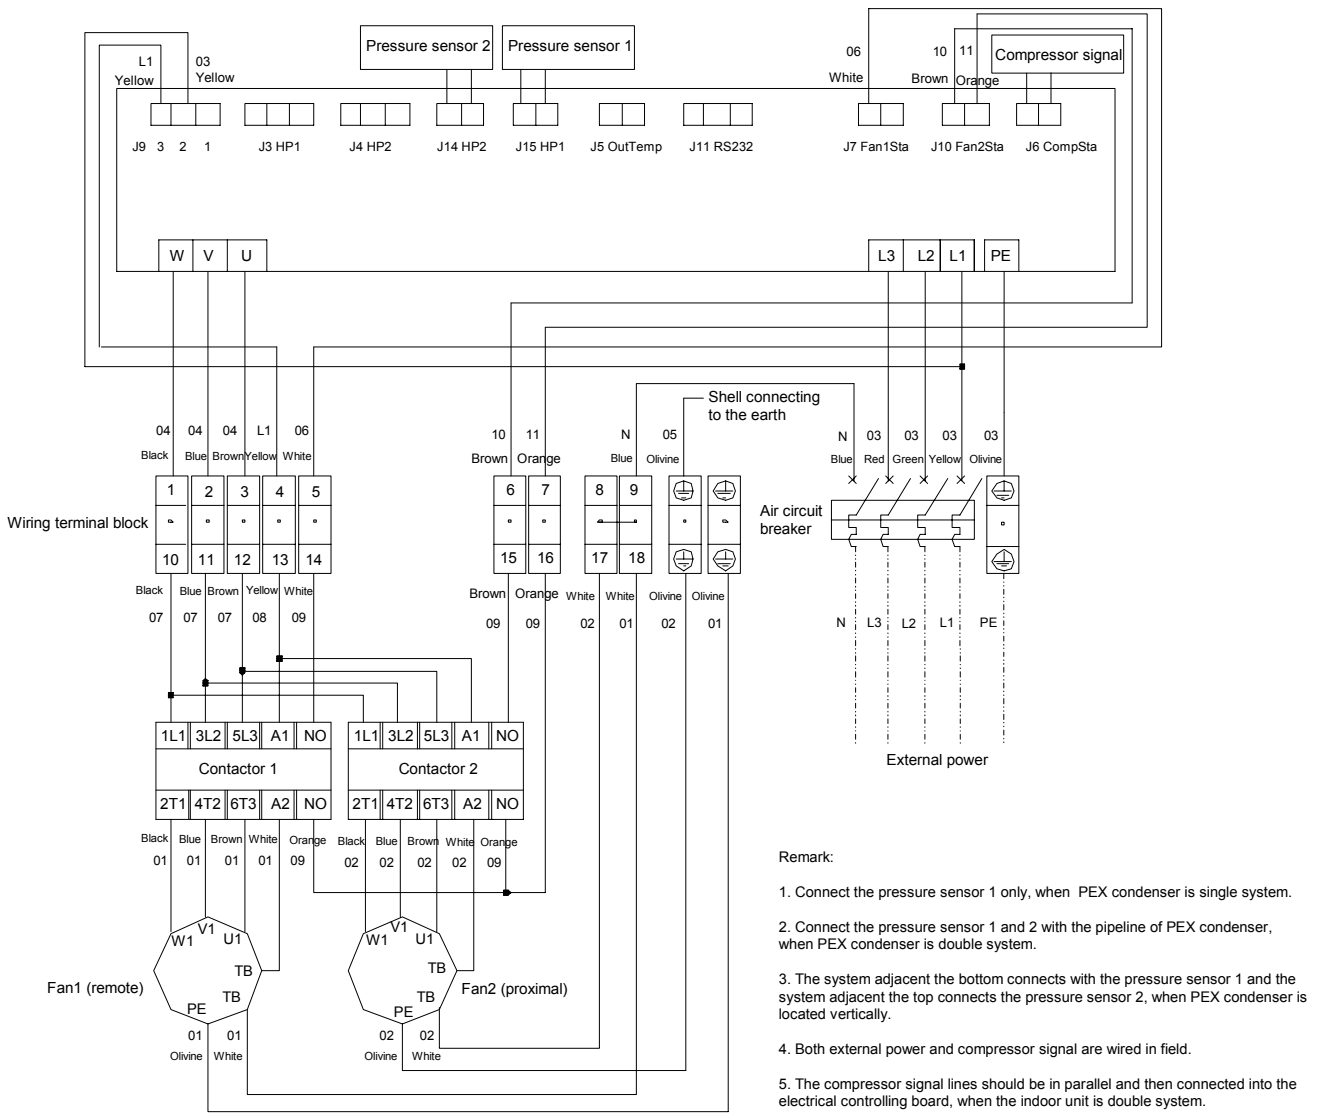 Pressure sensor 2
Pressure sensor 1
Compressor signal
L1
Yellow
03
Yellow
06
White
10
Brown
11
Orange
J9 3 2 1
J3 HP1
J4 HP2
J14 HP2
J15 HP1
J5 OutTemp
J11 RS232
J7 Fan1Sta
J10 Fan2Sta
J6 CompSta
W V U
L3 L2 L1 PE
Shell connecting
to the earth
04 04 04 L1 06
Black Blue Brown Yellow White
10 11 N 05
Brown Orange Blue Olivine
N 03 03 03 03
Blue Red Green Yellow Olivine
1 2 3 4 5
6 7 8 9
Wiring terminal block
Air circuit
breaker
10 11 12 13 14
15 16 17 18
Black Blue Brown Yellow White
07 07 07 08 09
Brown Orange White White Olivine Olivine
09 09 02 01 02 01
N L3 L2 L1 PE
External power
1L1 3L2 5L3 A1 NO
Contactor 1
2T1 4T2 6T3 A2 NO
1L1 3L2 5L3 A1 NO
Contactor 2
2T1 4T2 6T3 A2 NO
Black Blue Brown White Orange
01 01 01 01 09
Black Blue Brown White Orange
02 02 02 02 09
W1 V1 U1
TB
TB
PE
Fan1 (remote)
01 01
Olivine White
W1 V1 U1
TB
TB
PE
Fan2 (proximal)
02 02
Olivine White
Remark:
1. Connect the pressure sensor 1 only, when PEX condenser is single system.
2. Connect the pressure sensor 1 and 2 with the pipeline of PEX condenser,
when PEX condenser is double system.
3. The system adjacent the bottom connects with the pressure sensor 1 and the
system adjacent the top connects the pressure sensor 2, when PEX condenser is
located vertically.
4. Both external power and compressor signal are wired in field.
5. The compressor signal lines should be in parallel and then connected into the
electrical controlling board, when the indoor unit is double system.